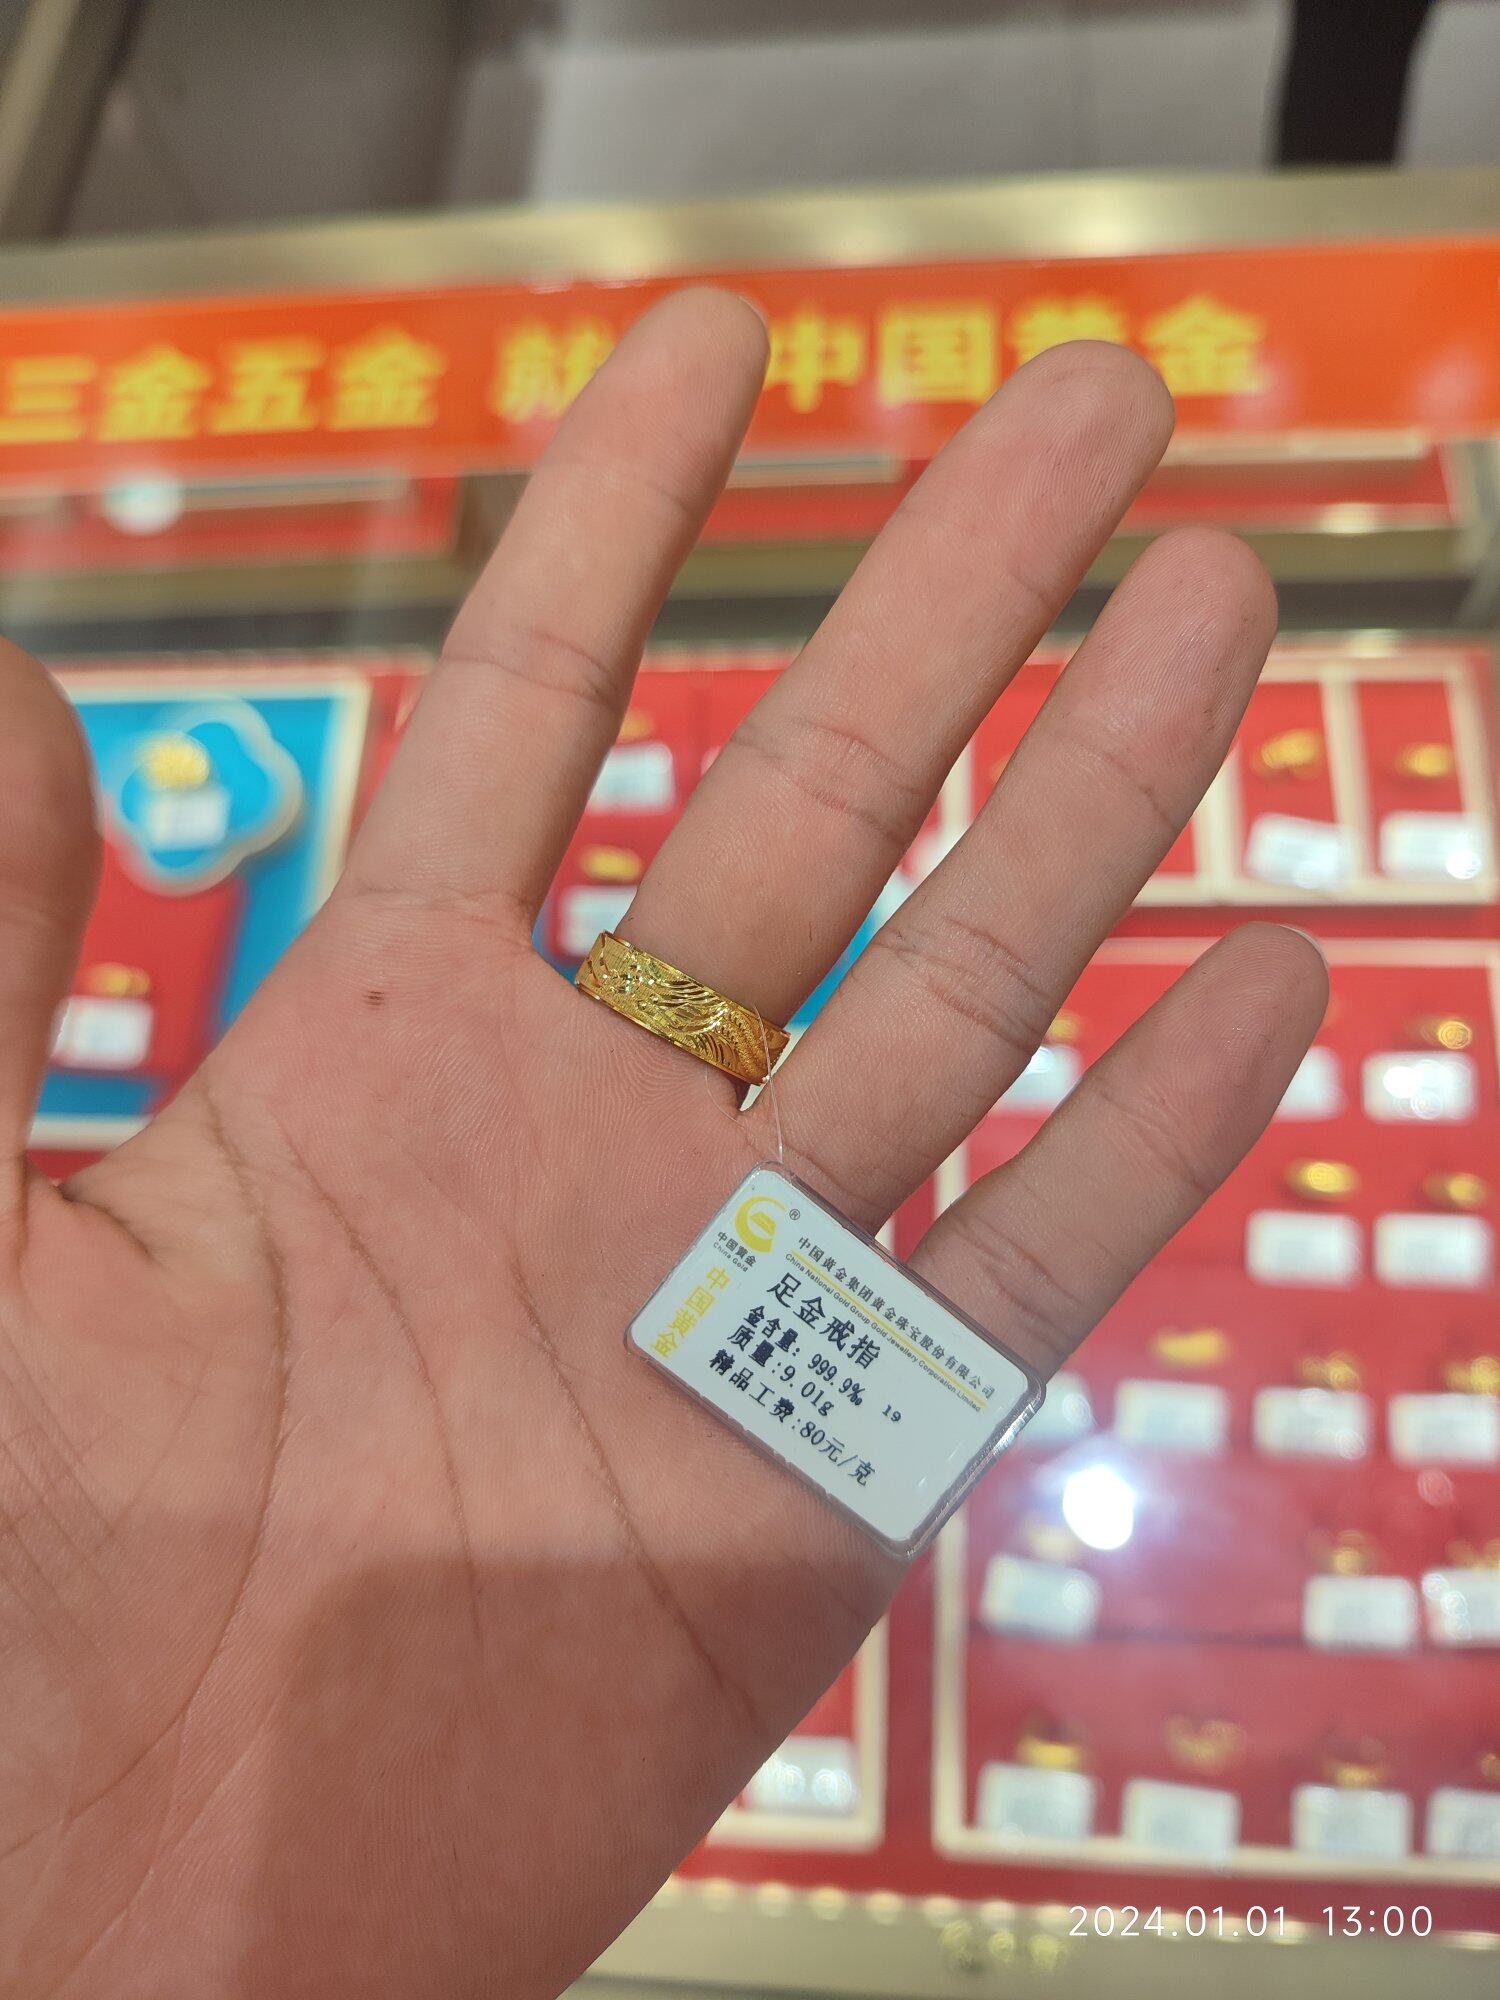 三金五金 就 中国黄金
®
中国黄金
China Gold
中国黄金
中国黄金集团黄金珠宝股份有限公司
China National Gold Group Gold Jewellery Corporation Limited
足金戒指
金含量: 999.9‰
质量:9.01g 19
精品工费:80元/克
2024.01.01 13:00